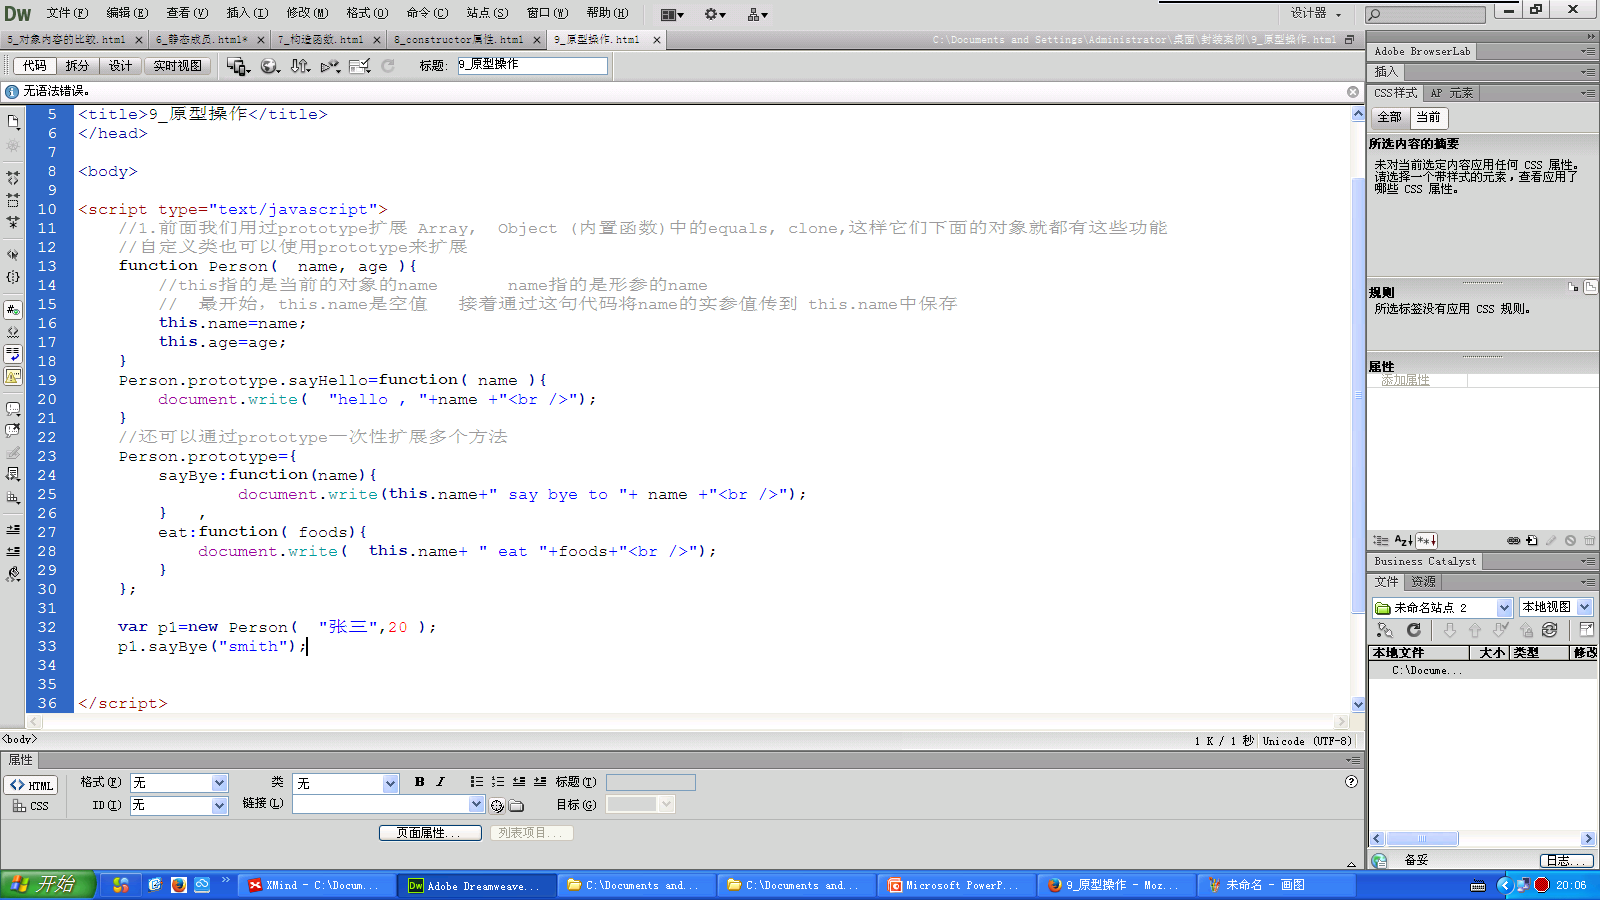 Dw 文件(F) 编辑(E) 查看(V) 插入(I) 修改(M) 格式(O) 命令(C) 站点(S) 窗口(W) 帮助(H) 设计器
5_对象内容的比较.html 6_静态成员.html* 7_构造函数.html 8_constructor属性.html 9_原型操作.html C:\Documents and Settings\Administrator\桌面\封装案例\9_原型操作.html
代码 拆分 设计 实时视图 标题: 9_原型操作
无语法错误。
5 <title>9_原型操作</title>
6 </head>
7
8 <body>
9
10 <script type="text/javascript">
11 //1.前面我们用过prototype扩展 Array, Object (内置函数)中的equals, clone,这样它们下面的对象就都有这些功能
12 //自定义类也可以使用prototype来扩展
13 function Person( name, age ){
14 //this指的是当前的对象的name name指的是形参的name
15 // 最开始，this.name是空值 接着通过这句代码将name的实参值传到 this.name中保存
16 this.name=name;
17 this.age=age;
18 }
19 Person.prototype.sayHello=function( name ){
20 document.write( "hello , "+name +"<br />");
21 }
22 //还可以通过prototype一次性扩展多个方法
23 Person.prototype={
24 sayBye:function(name){
25 document.write(this.name+" say bye to "+ name +"<br />");
26 } ,
27 eat:function( foods){
28 document.write( this.name+ " eat "+foods+"<br />");
29 }
30 };
31
32 var p1=new Person( "张三",20 );
33 p1.sayBye("smith");
34
35
36 </script>
<body> 1 K / 1 秒 Unicode (UTF-8)
属性
<> HTML 格式(F) 无 类 无 B I 标题(T)
CSS ID(I) 无 链接(L) 目标(G)
页面属性... 列表项目...
Adobe BrowserLab
插入
CSS样式 AP 元素
全部 当前
所选内容的摘要
未对当前选定内容应用任何 CSS 属性。
请选择一个带样式的元素，查看应用了
哪些 CSS 属性。
规则
所选标签没有应用 CSS 规则。
属性
添加属性
Business Catalyst
文件 资源
未命名站点 2 本地视图
本地文件 大小 类型 修改
C:\Docume...
备妥 日志...
开始 XMind - C:\Docum... Adobe Dreamweave... C:\Documents and... C:\Documents and... Microsoft PowerP... 9_原型操作 - Moz... 未命名 - 画图 20:06